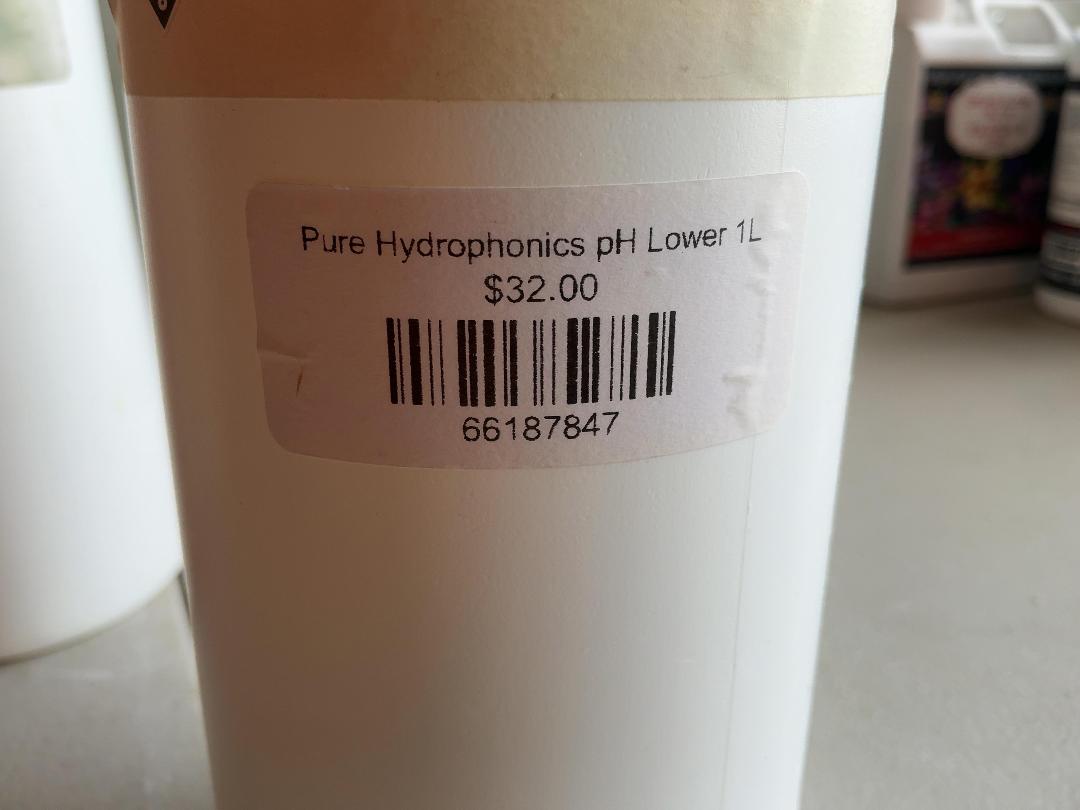 Pure Hydrophonics pH Lower 1L
$32.00
66187847